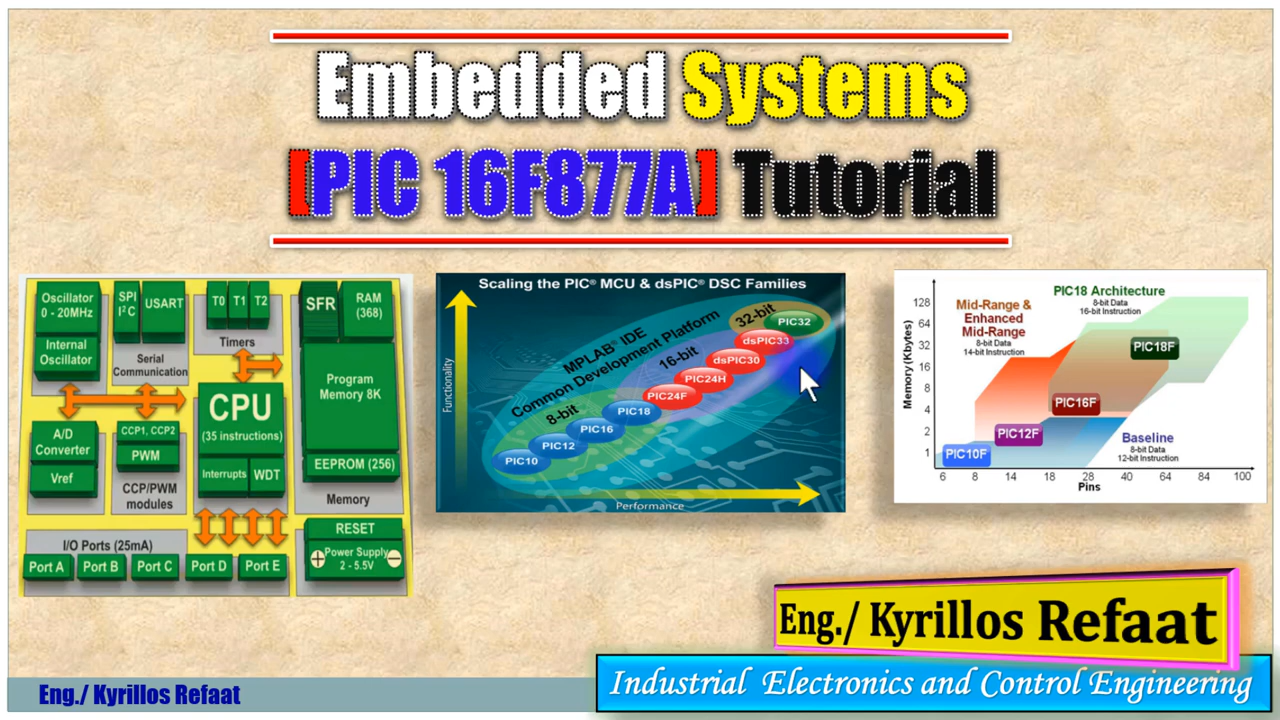 Embedded Systems
[PIC 16F877A] Tutorial
Oscillator
0 - 20MHz
Internal
Oscillator
SPI
I²C
USART
Serial
Communication
T0 T1 T2
Timers
SFR
RAM
(368)
Program
Memory 8K
EEPROM (256)
Memory
CPU
(35 instructions)
Interrupts
WDT
A/D
Converter
Vref
CCP1, CCP2
PWM
CCP/PWM
modules
I/O Ports (25mA)
Port A Port B Port C Port D Port E
RESET
+ Power Supply −
2 - 5.5V
Scaling the PIC® MCU & dsPIC® DSC Families
Functionality
MPLAB® IDE
Common Development Platform
8-bit
16-bit
32-bit
PIC10
PIC12
PIC16
PIC18
PIC24F
PIC24H
dsPIC30
dsPIC33
PIC32
Performance
Memory (Kbytes)
128
64
32
16
8
4
2
1
Mid-Range &
Enhanced
Mid-Range
8-bit Data
14-bit Instruction
PIC18 Architecture
8-bit Data
16-bit Instruction
PIC18F
PIC16F
PIC12F
PIC10F
Baseline
8-bit Data
12-bit Instruction
6 8 14 18 28 40 64 84 100
Pins
Eng./ Kyrillos Refaat
Industrial Electronics and Control Engineering
Eng./ Kyrillos Refaat